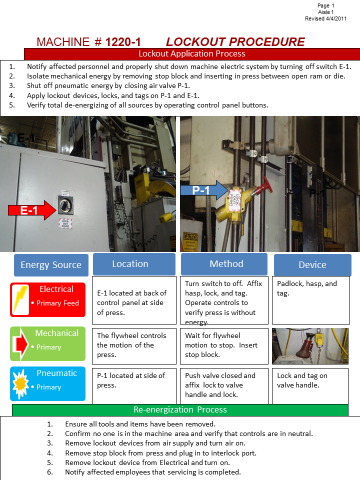 Page 1
Aisle 1
Revised 4/4/2011
MACHINE # 1220-1 LOCKOUT PROCEDURE
Lockout Application Process
1. Notify affected personnel and properly shut down machine electric system by turning off switch E-1.
2. Isolate mechanical energy by removing stop block and inserting in press between open ram or die.
3. Shut off pneumatic energy by closing air valve P-1.
4. Apply lockout devices, locks, and tags on P-1 and E-1.
5. Verify total de-energizing of all sources by operating control panel buttons.
E-1
E-1
P-1
Energy Source
Location
Method
Device
Electrical
• Primary Feed
E-1 located at back of
control panel at side
of press.
Turn switch to off. Affix
hasp, lock, and tag.
Operate controls to
verify press is without
energy.
Padlock, hasp, and
tag.
Mechanical
• Primary
The flywheel controls
the motion of the
press.
Wait for flywheel
motion to stop. Insert
stop block.
Pneumatic
• Primary
P-1 located at side of
press.
Push valve closed and
affix lock to valve
handle and lock.
Lock and tag on
valve handle.
Re-energization Process
1. Ensure all tools and items have been removed.
2. Confirm no one is in the machine area and verify that controls are in neutral.
3. Remove lockout devices from air supply and turn air on.
4. Remove stop block from press and plug in to interlock port.
5. Remove lockout device from Electrical and turn on.
6. Notify affected employees that servicing is completed.